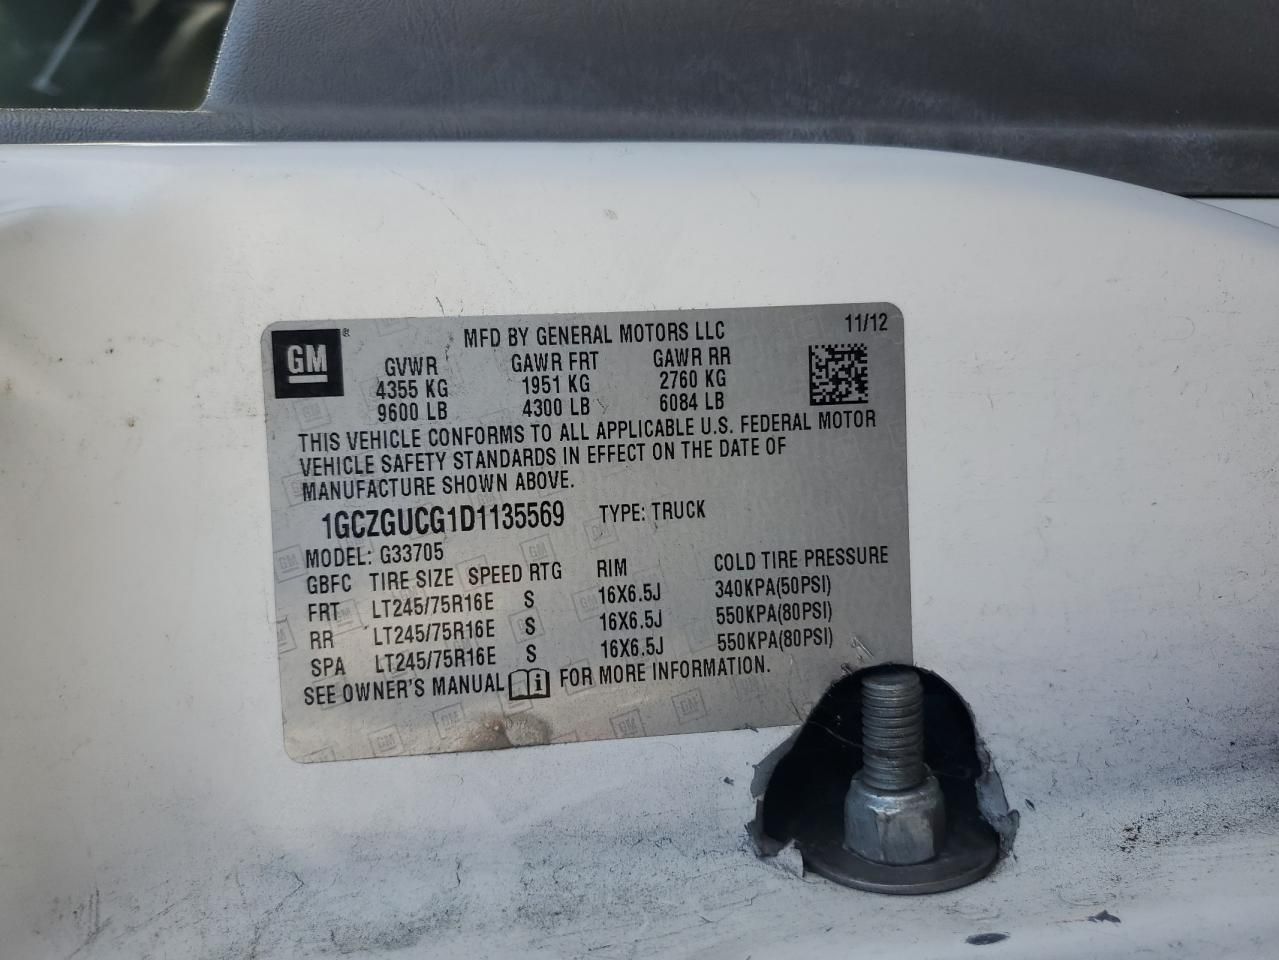 GM ®
MFD BY GENERAL MOTORS LLC 11/12
GVWR GAWR FRT GAWR RR
4355 KG 1951 KG 2760 KG
9600 LB 4300 LB 6084 LB
THIS VEHICLE CONFORMS TO ALL APPLICABLE U.S. FEDERAL MOTOR
VEHICLE SAFETY STANDARDS IN EFFECT ON THE DATE OF
MANUFACTURE SHOWN ABOVE.
1GCZGUCG1D1135569 TYPE: TRUCK
MODEL: G33705
GBFC TIRE SIZE SPEED RTG RIM COLD TIRE PRESSURE
FRT LT245/75R16E S 16X6.5J 340KPA(50PSI)
RR LT245/75R16E S 16X6.5J 550KPA(80PSI)
SPA LT245/75R16E S 16X6.5J 550KPA(80PSI)
SEE OWNER'S MANUAL i FOR MORE INFORMATION.